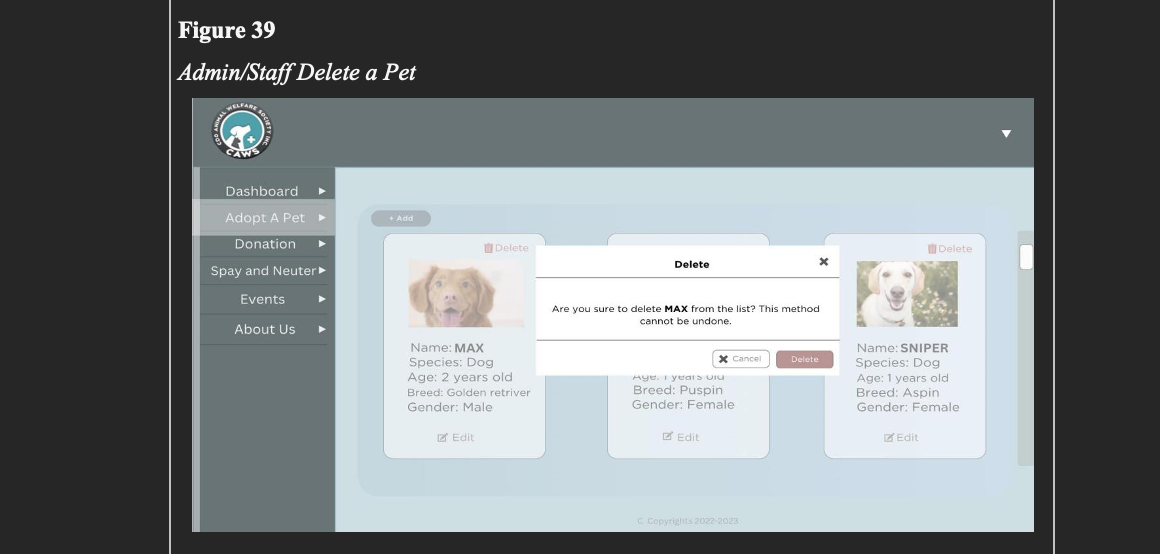 Figure 39
Admin/Staff Delete a Pet
CDO ANIMAL WELFARE SOCIETY INC.
CAWS
Dashboard
Adopt A Pet
Donation
Spay and Neuter
Events
About Us
+ Add
Delete
Name: MAX
Species: Dog
Age: 2 years old
Breed: Golden retriver
Gender: Male
Edit
Delete
Are you sure to delete MAX from the list? This method
cannot be undone.
Cancel
Delete
Age: 1 years old
Breed: Puspin
Gender: Female
Edit
Delete
Name: SNIPER
Species: Dog
Age: 1 years old
Breed: Aspin
Gender: Female
Edit
C Copyrights 2022-2023